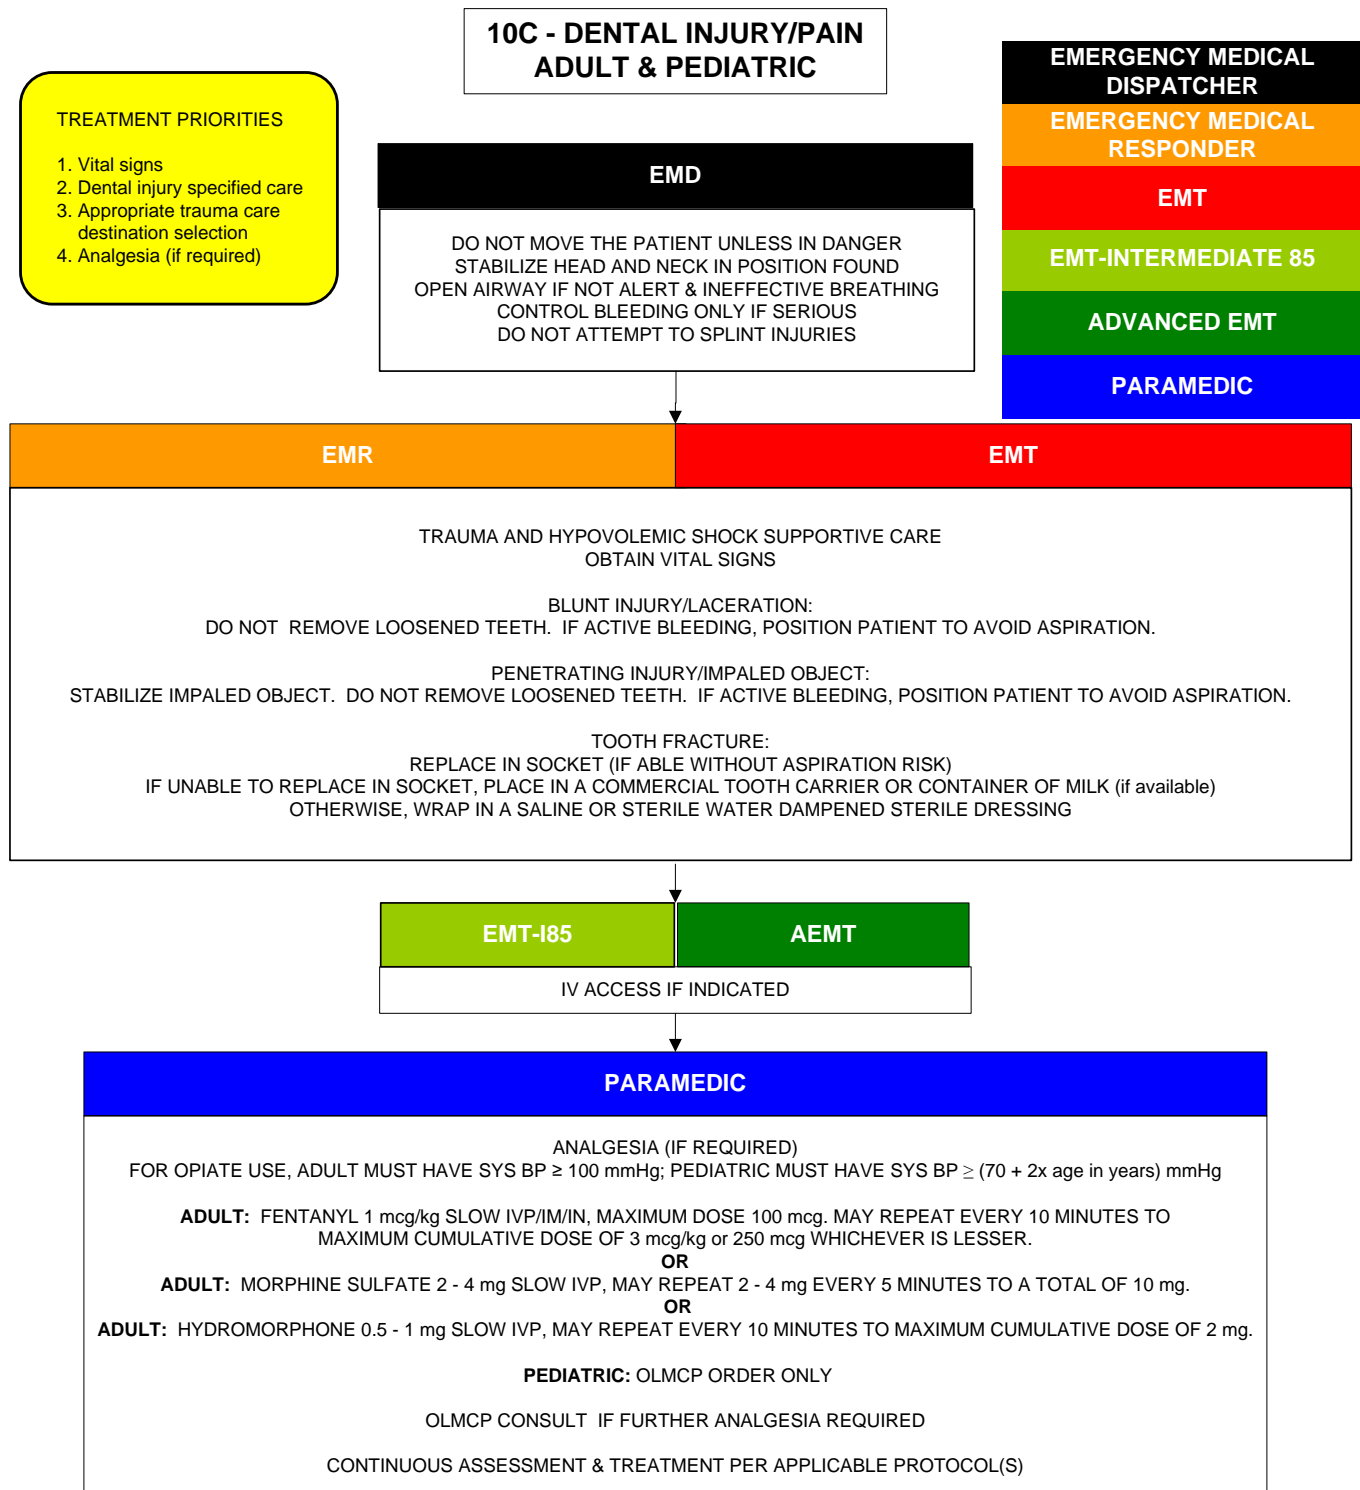 10C - DENTAL INJURY/PAIN
ADULT & PEDIATRIC
TREATMENT PRIORITIES
1. Vital signs
2. Dental injury specified care
3. Appropriate trauma care
destination selection
4. Analgesia (if required)
EMERGENCY MEDICAL
DISPATCHER
EMERGENCY MEDICAL
RESPONDER
EMT
EMT-INTERMEDIATE 85
ADVANCED EMT
PARAMEDIC
EMD
DO NOT MOVE THE PATIENT UNLESS IN DANGER
STABILIZE HEAD AND NECK IN POSITION FOUND
OPEN AIRWAY IF NOT ALERT & INEFFECTIVE BREATHING
CONTROL BLEEDING ONLY IF SERIOUS
DO NOT ATTEMPT TO SPLINT INJURIES
EMR
EMT
TRAUMA AND HYPOVOLEMIC SHOCK SUPPORTIVE CARE
OBTAIN VITAL SIGNS
BLUNT INJURY/LACERATION:
DO NOT  REMOVE LOOSENED TEETH.  IF ACTIVE BLEEDING, POSITION PATIENT TO AVOID ASPIRATION.
PENETRATING INJURY/IMPALED OBJECT:
STABILIZE IMPALED OBJECT.  DO NOT REMOVE LOOSENED TEETH.  IF ACTIVE BLEEDING, POSITION PATIENT TO AVOID ASPIRATION.
TOOTH FRACTURE:
REPLACE IN SOCKET (IF ABLE WITHOUT ASPIRATION RISK)
IF UNABLE TO REPLACE IN SOCKET, PLACE IN A COMMERCIAL TOOTH CARRIER OR CONTAINER OF MILK (if available)
OTHERWISE, WRAP IN A SALINE OR STERILE WATER DAMPENED STERILE DRESSING
EMT-I85
AEMT
IV ACCESS IF INDICATED
PARAMEDIC
ANALGESIA (IF REQUIRED)
FOR OPIATE USE, ADULT MUST HAVE SYS BP ≥ 100 mmHg; PEDIATRIC MUST HAVE SYS BP ≥ (70 + 2x age in years) mmHg
ADULT:  FENTANYL 1 mcg/kg SLOW IVP/IM/IN, MAXIMUM DOSE 100 mcg. MAY REPEAT EVERY 10 MINUTES TO
MAXIMUM CUMULATIVE DOSE OF 3 mcg/kg or 250 mcg WHICHEVER IS LESSER.
OR
ADULT:  MORPHINE SULFATE 2 - 4 mg SLOW IVP, MAY REPEAT 2 - 4 mg EVERY 5 MINUTES TO A TOTAL OF 10 mg.
OR
ADULT:  HYDROMORPHONE 0.5 - 1 mg SLOW IVP, MAY REPEAT EVERY 10 MINUTES TO MAXIMUM CUMULATIVE DOSE OF 2 mg.
PEDIATRIC: OLMCP ORDER ONLY
OLMCP CONSULT  IF FURTHER ANALGESIA REQUIRED
CONTINUOUS ASSESSMENT & TREATMENT PER APPLICABLE PROTOCOL(S)